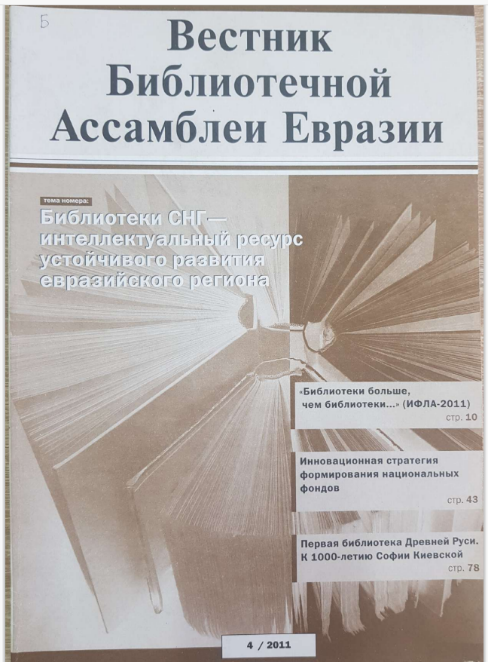 Б
Вестник
Библиотечной
Ассамблеи Евразии
тема номера:
Библиотеки СНГ—
интеллектуальный ресурс
устойчивого развития
евразийского региона
«Библиотеки больше,
чем библиотеки...» (ИФЛА-2011)
стр. 10
Инновационная стратегия
формирования национальных
фондов
стр. 43
Первая библиотека Древней Руси.
К 1000-летию Софии Киевской
стр. 78
4 / 2011